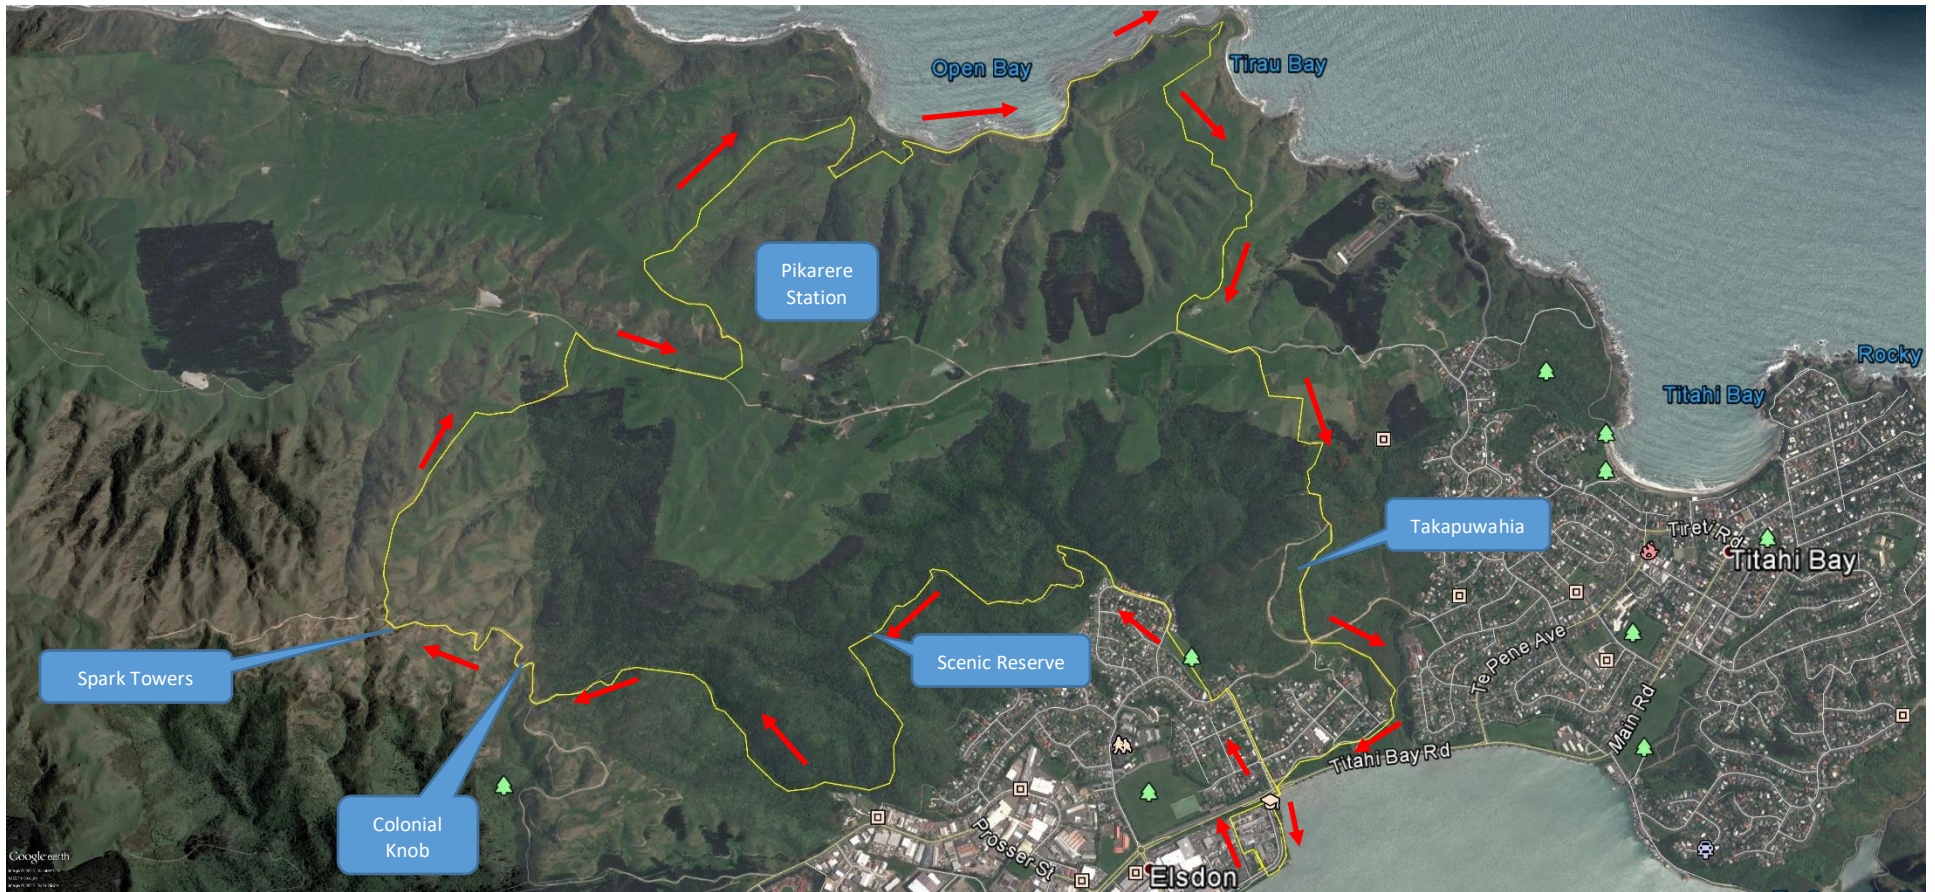 Open Bay
Tirau Bay
Pikarere
Station
Rocky
Titahi Bay
Takapuwahia
Tireti Rd
Titahi Bay
Scenic Reserve
Te Pene Ave
Spark Towers
Main Rd
Titahi Bay Rd
Colonial
Knob
Prosser St
Elsdon
Google earth